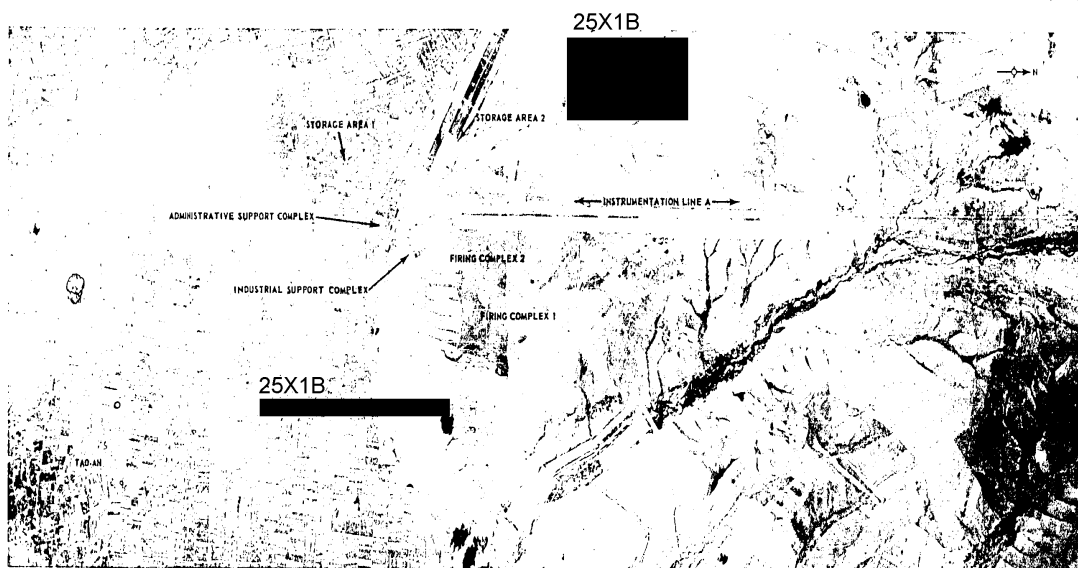 25X1B
N
STORAGE AREA 1
STORAGE AREA 2
INSTRUMENTATION LINE A
ADMINISTRATIVE SUPPORT COMPLEX
FIRING COMPLEX 2
INDUSTRIAL SUPPORT COMPLEX
FIRING COMPLEX 1
25X1B
TAO-AN